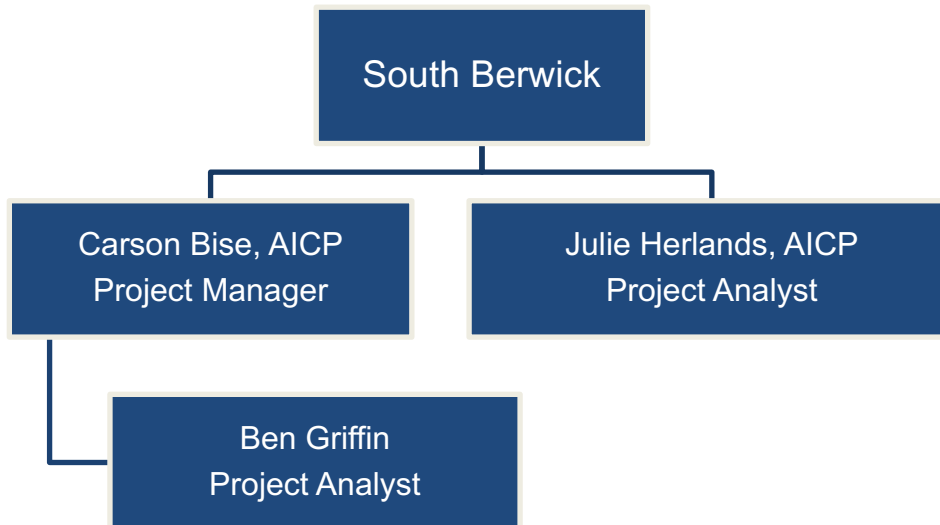 South Berwick
Carson Bise, AICP
Project Manager
Julie Herlands, AICP
Project Analyst
Ben Griffin
Project Analyst